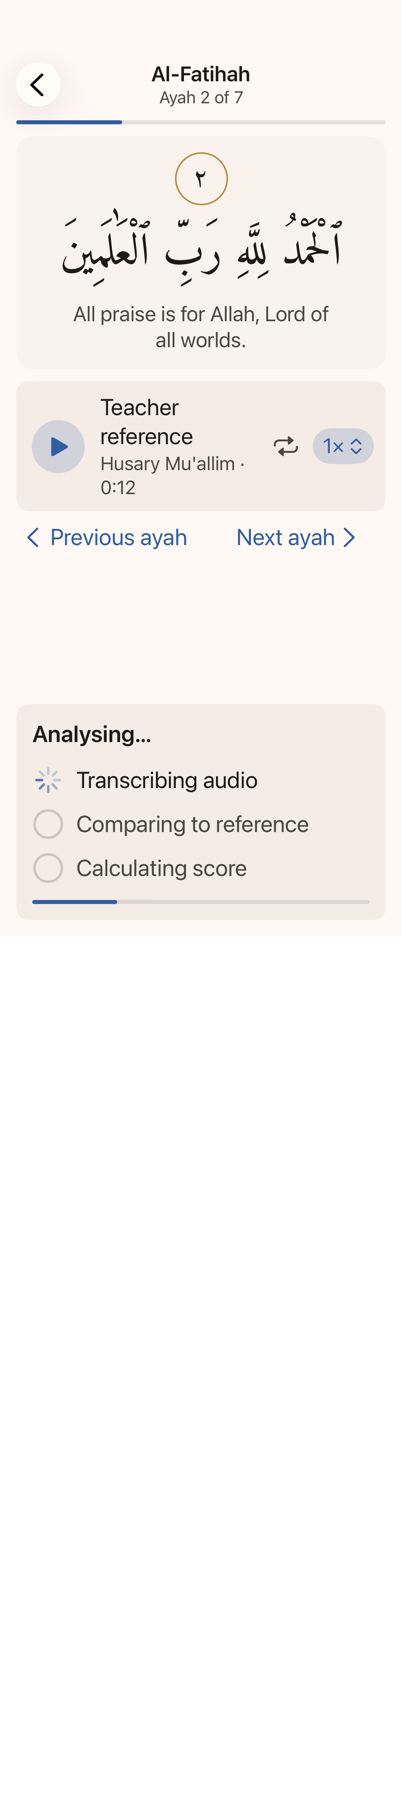 Al-Fatihah
Ayah 2 of 7
٢
ٱلْحَمْدُ لِلَّهِ رَبِّ ٱلْعَٰلَمِينَ
All praise is for Allah, Lord of
all worlds.
Teacher
reference
Husary Mu'allim ·
0:12
1×
Previous ayah
Next ayah
Analysing...
Transcribing audio
Comparing to reference
Calculating score